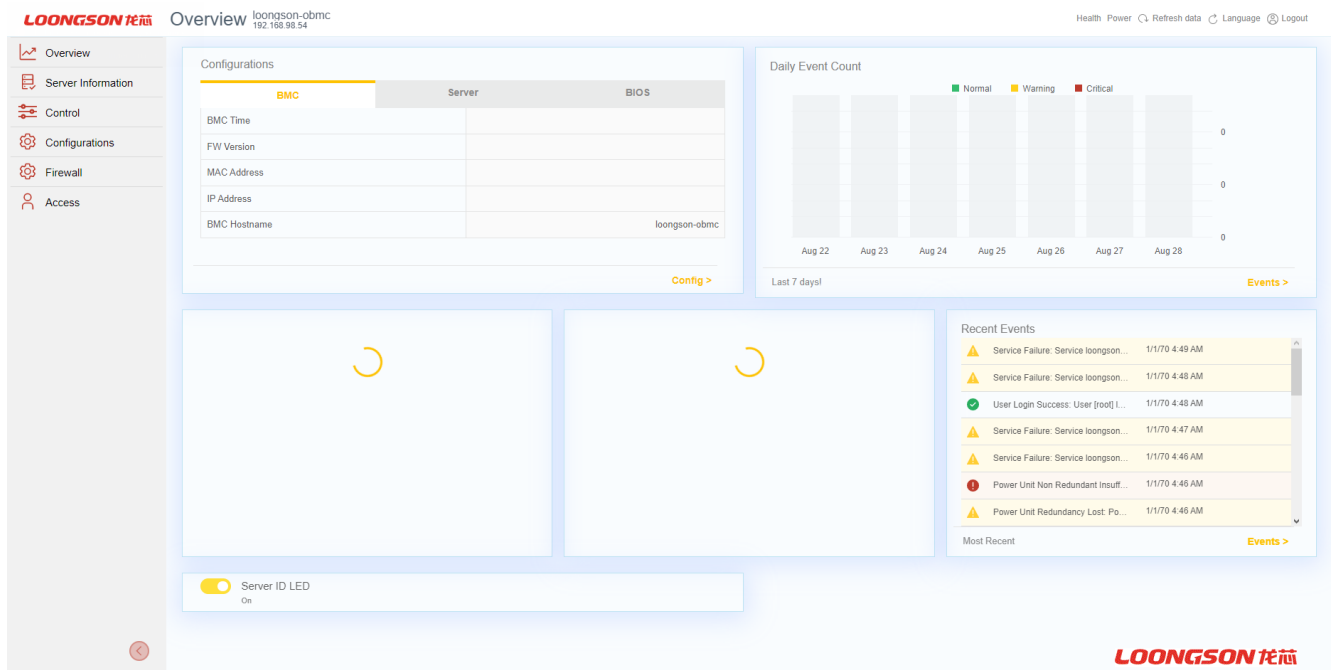 LOONGSON龙芯
Overview loongson-obmc
192.168.98.54
Health Power Refresh data Language Logout
Overview
Server Information
Control
Configurations
Firewall
Access
Configurations
BMC Server BIOS
BMC Time
FW Version
MAC Address
IP Address
BMC Hostname loongson-obmc
Config >
Daily Event Count
Normal Warning Critical
0
0
0
Aug 22 Aug 23 Aug 24 Aug 25 Aug 26 Aug 27 Aug 28
Last 7 days! Events >
Recent Events
Service Failure: Service loongson... 1/1/70 4:49 AM
Service Failure: Service loongson... 1/1/70 4:48 AM
User Login Success: User [root] l... 1/1/70 4:48 AM
Service Failure: Service loongson... 1/1/70 4:47 AM
Service Failure: Service loongson... 1/1/70 4:46 AM
Power Unit Non Redundant Insuff... 1/1/70 4:46 AM
Power Unit Redundancy Lost: Po... 1/1/70 4:46 AM
Most Recent Events >
Server ID LED
On
LOONGSON龙芯